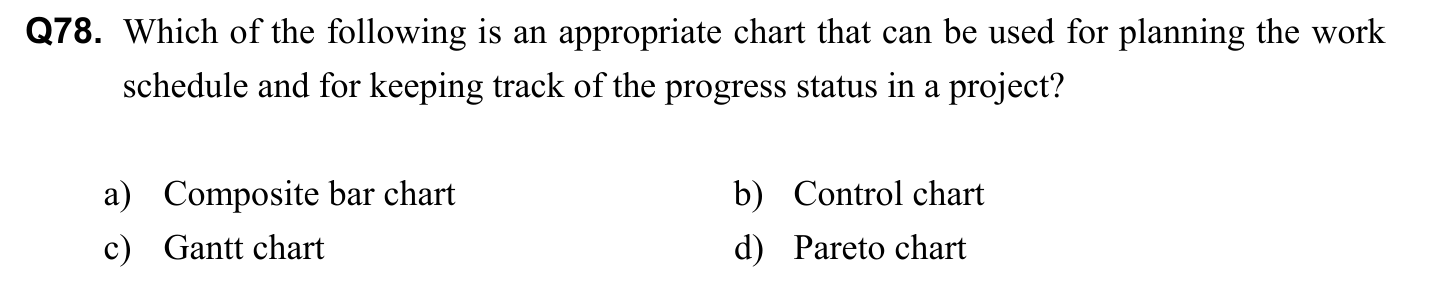 Q78. Which of the following is an appropriate chart that can be used for planning the work
schedule and for keeping track of the progress status in a project?
a) Composite bar chart b) Control chart
c) Gantt chart d) Pareto chart